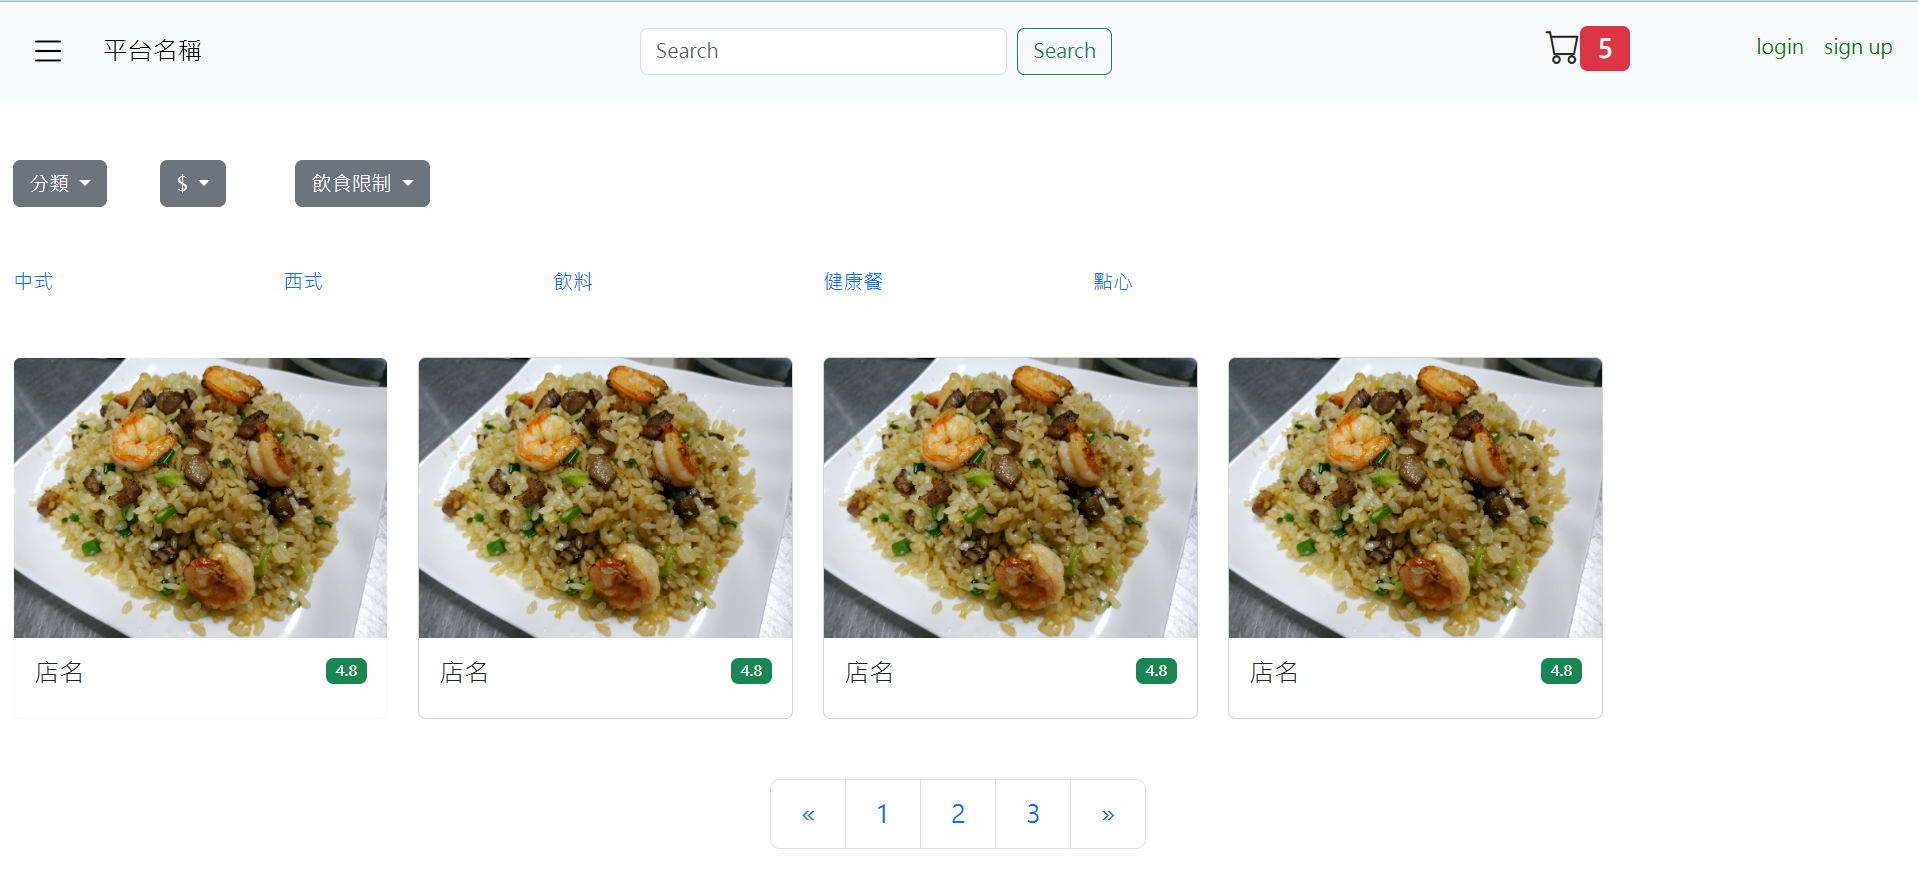 平台名稱 Search Search 5 login sign up
分類 $ 飲食限制
中式 西式 飲料 健康餐 點心
店名 4.8 店名 4.8 店名 4.8 店名 4.8
« 1 2 3 »